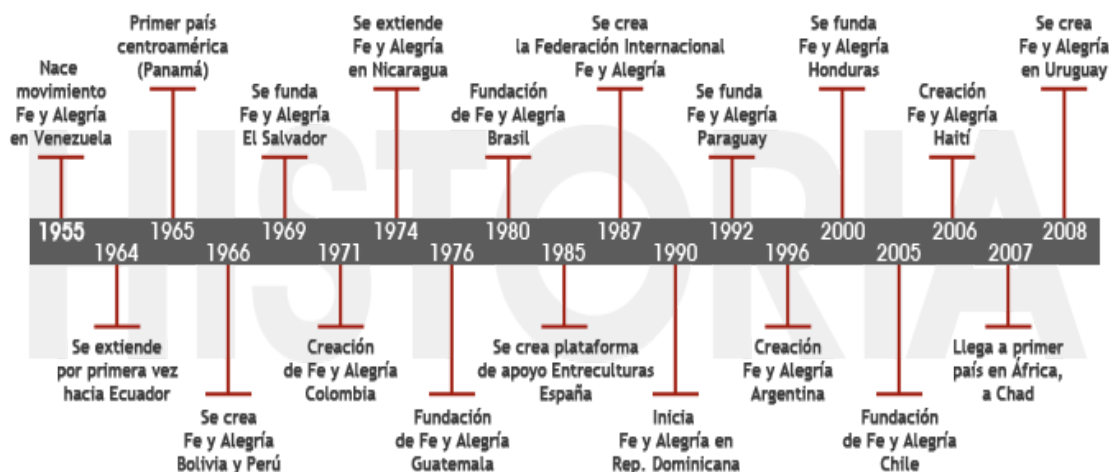 HISTORIA
Nace
movimiento
Fe y Alegría
en Venezuela
1955
1964
Se extiende
por primera vez
hacia Ecuador
Primer país
centroamérica
(Panamá)
1965
1966
Se crea
Fe y Alegría
Bolivia y Perú
Se funda
Fe y Alegría
El Salvador
1969
1971
Creación
de Fe y Alegría
Colombia
Se extiende
Fe y Alegría
en Nicaragua
1974
1976
Fundación
de Fe y Alegría
Guatemala
Fundación
de Fe y Alegría
Brasil
1980
1985
Se crea plataforma
de apoyo Entreculturas
España
Se crea
la Federación Internacional
Fe y Alegría
1987
1990
Inicia
Fe y Alegría en
Rep. Dominicana
Se funda
Fe y Alegría
Paraguay
1992
1996
Creación
Fe y Alegría
Argentina
Se funda
Fe y Alegría
Honduras
2000
2005
Fundación
de Fe y Alegría
Chile
Creación
Fe y Alegría
Haití
2006
2007
Llega a primer
país en África,
a Chad
Se crea
Fe y Alegría
en Uruguay
2008